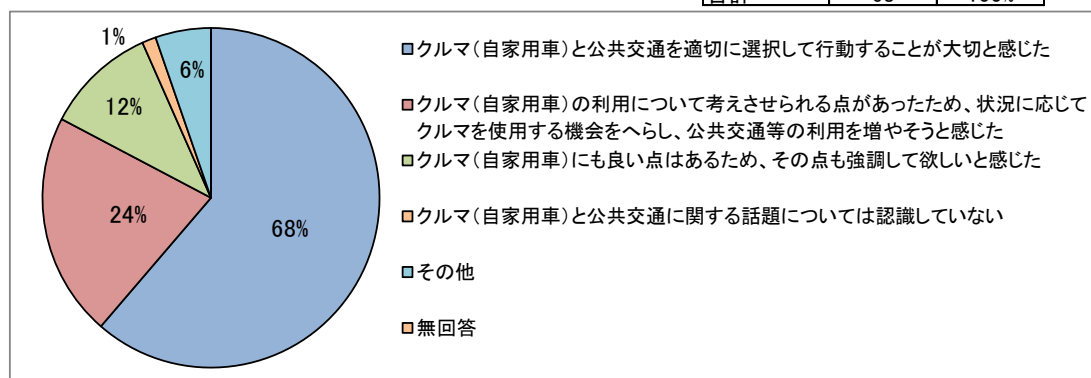 1%
6%
12%
24%
68%
■クルマ（自家用車）と公共交通を適切に選択して行動することが大切と感じた
■クルマ（自家用車）の利用について考えさせられる点があったため、状況に応じて
クルマを使用する機会をへらし、公共交通等の利用を増やそうと感じた
■クルマ（自家用車）にも良い点はあるため、その点も強調して欲しいと感じた
■クルマ（自家用車）と公共交通に関する話題については認識していない
■その他
■無回答